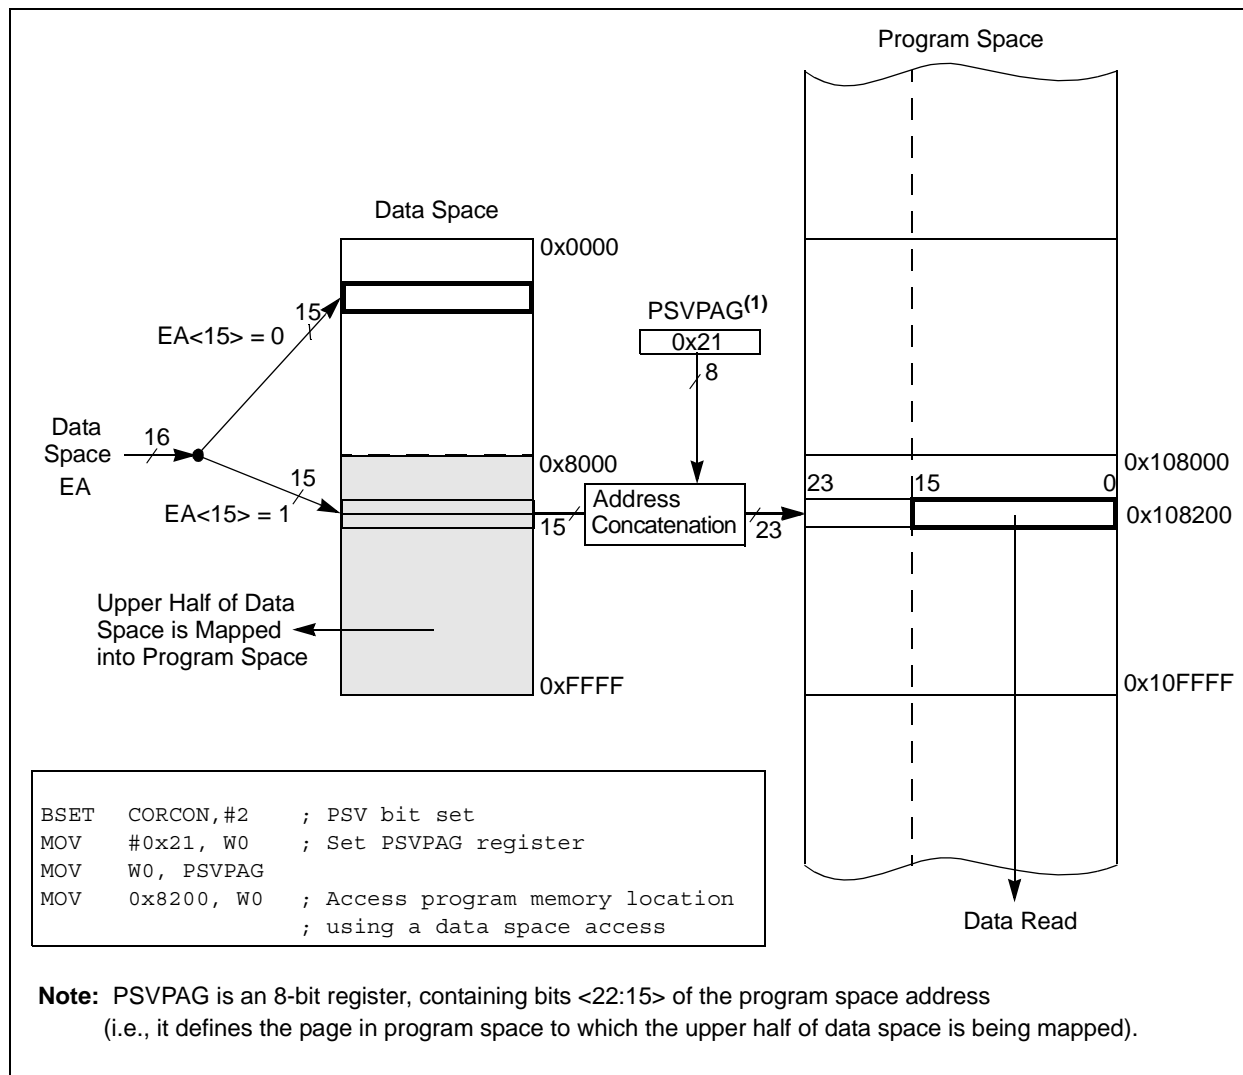 Program Space
Data Space
0x0000
15
PSVPAG(1)
EA<15> = 0
0x21
8
Data
Space
EA
16
0x8000
0x108000
15
23
15
0
EA<15> = 1
15
Address
Concatenation
23
0x108200
Upper Half of Data
Space is Mapped
into Program Space
0xFFFF
0x10FFFF
BSET CORCON,#2 ; PSV bit set
MOV #0x21, W0 ; Set PSVPAG register
MOV W0, PSVPAG
MOV 0x8200, W0 ; Access program memory location
; using a data space access
Data Read
Note: PSVPAG is an 8-bit register, containing bits <22:15> of the program space address
(i.e., it defines the page in program space to which the upper half of data space is being mapped).